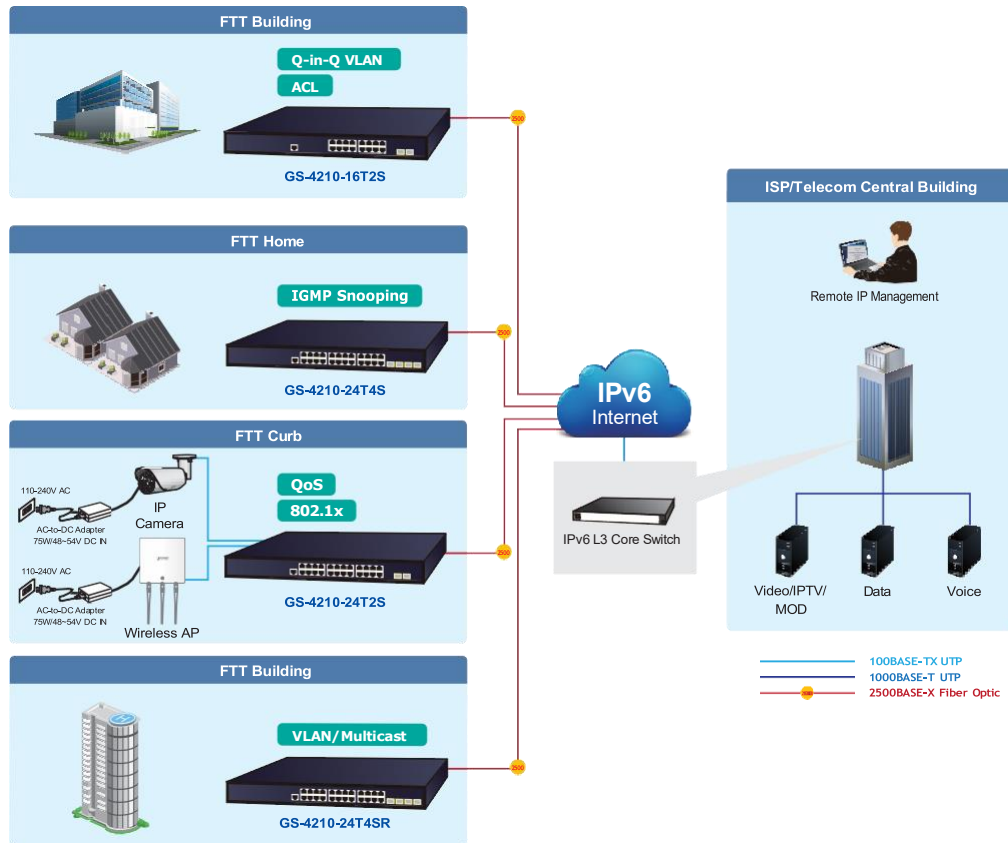 FTT Building
Q-in-Q VLAN
ACL
GS-4210-16T2S
2500
FTT Home
IGMP Snooping
GS-4210-24T4S
2500
FTT Curb
110-240V AC
AC-to-DC Adapter
75W/48~54V DC IN
IP
Camera
110-240V AC
AC-to-DC Adapter
75W/48~54V DC IN
Wireless AP
QoS
802.1x
GS-4210-24T2S
2500
FTT Building
VLAN/Multicast
GS-4210-24T4SR
2500
IPv6
Internet
IPv6 L3 Core Switch
ISP/Telecom Central Building
Remote IP Management
Video/IPTV/
MOD
Data
Voice
100BASE-TX UTP
1000BASE-T UTP
2500BASE-X Fiber Optic